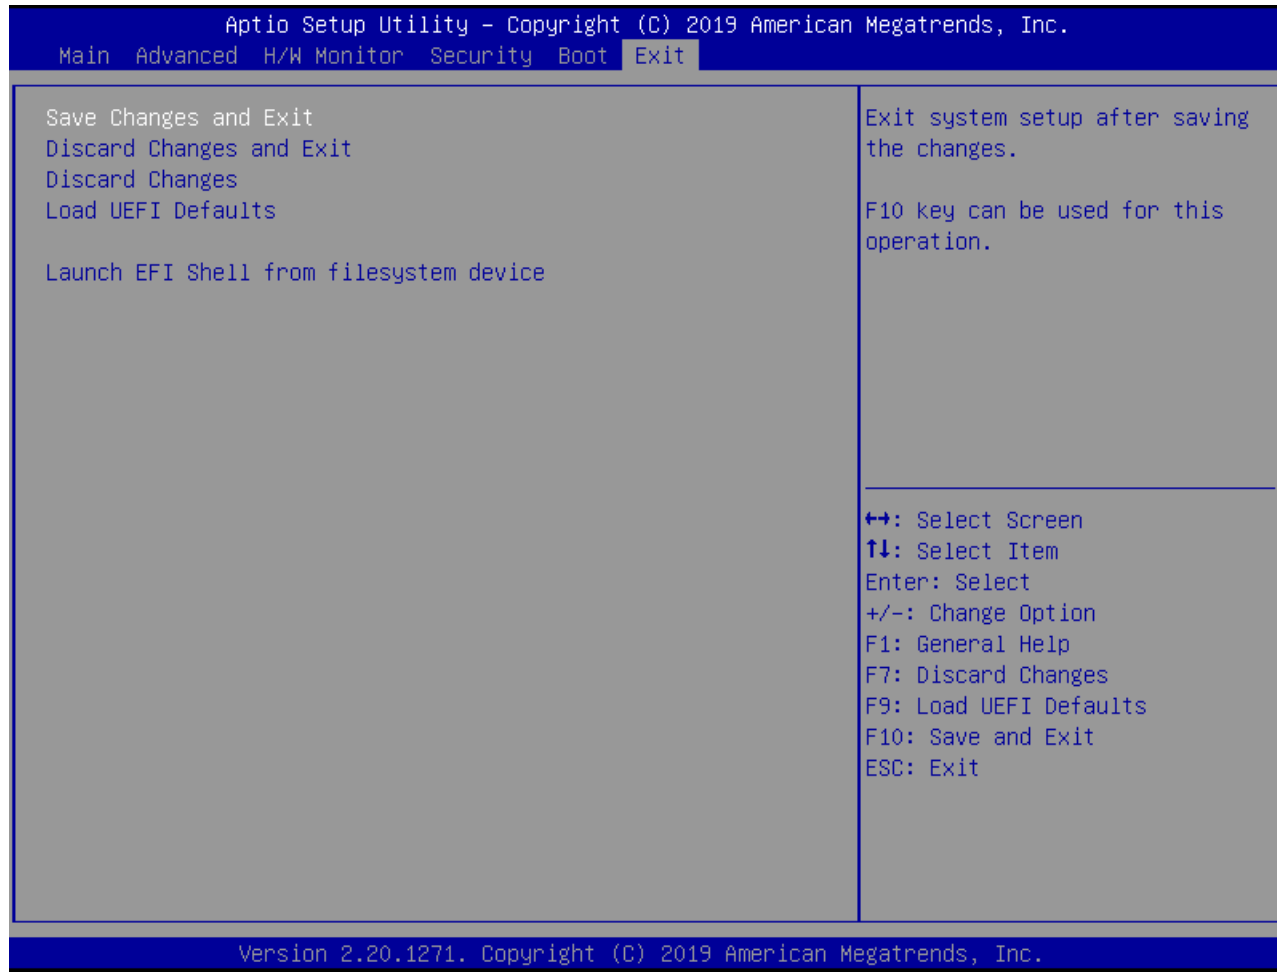 Aptio Setup Utility – Copyright (C) 2019 American Megatrends, Inc.
Main Advanced H/W Monitor Security Boot Exit
Save Changes and Exit
Discard Changes and Exit
Discard Changes
Load UEFI Defaults
Launch EFI Shell from filesystem device
Exit system setup after saving
the changes.
F10 key can be used for this
operation.
↔: Select Screen
↑↓: Select Item
Enter: Select
+/-: Change Option
F1: General Help
F7: Discard Changes
F9: Load UEFI Defaults
F10: Save and Exit
ESC: Exit
Version 2.20.1271. Copyright (C) 2019 American Megatrends, Inc.